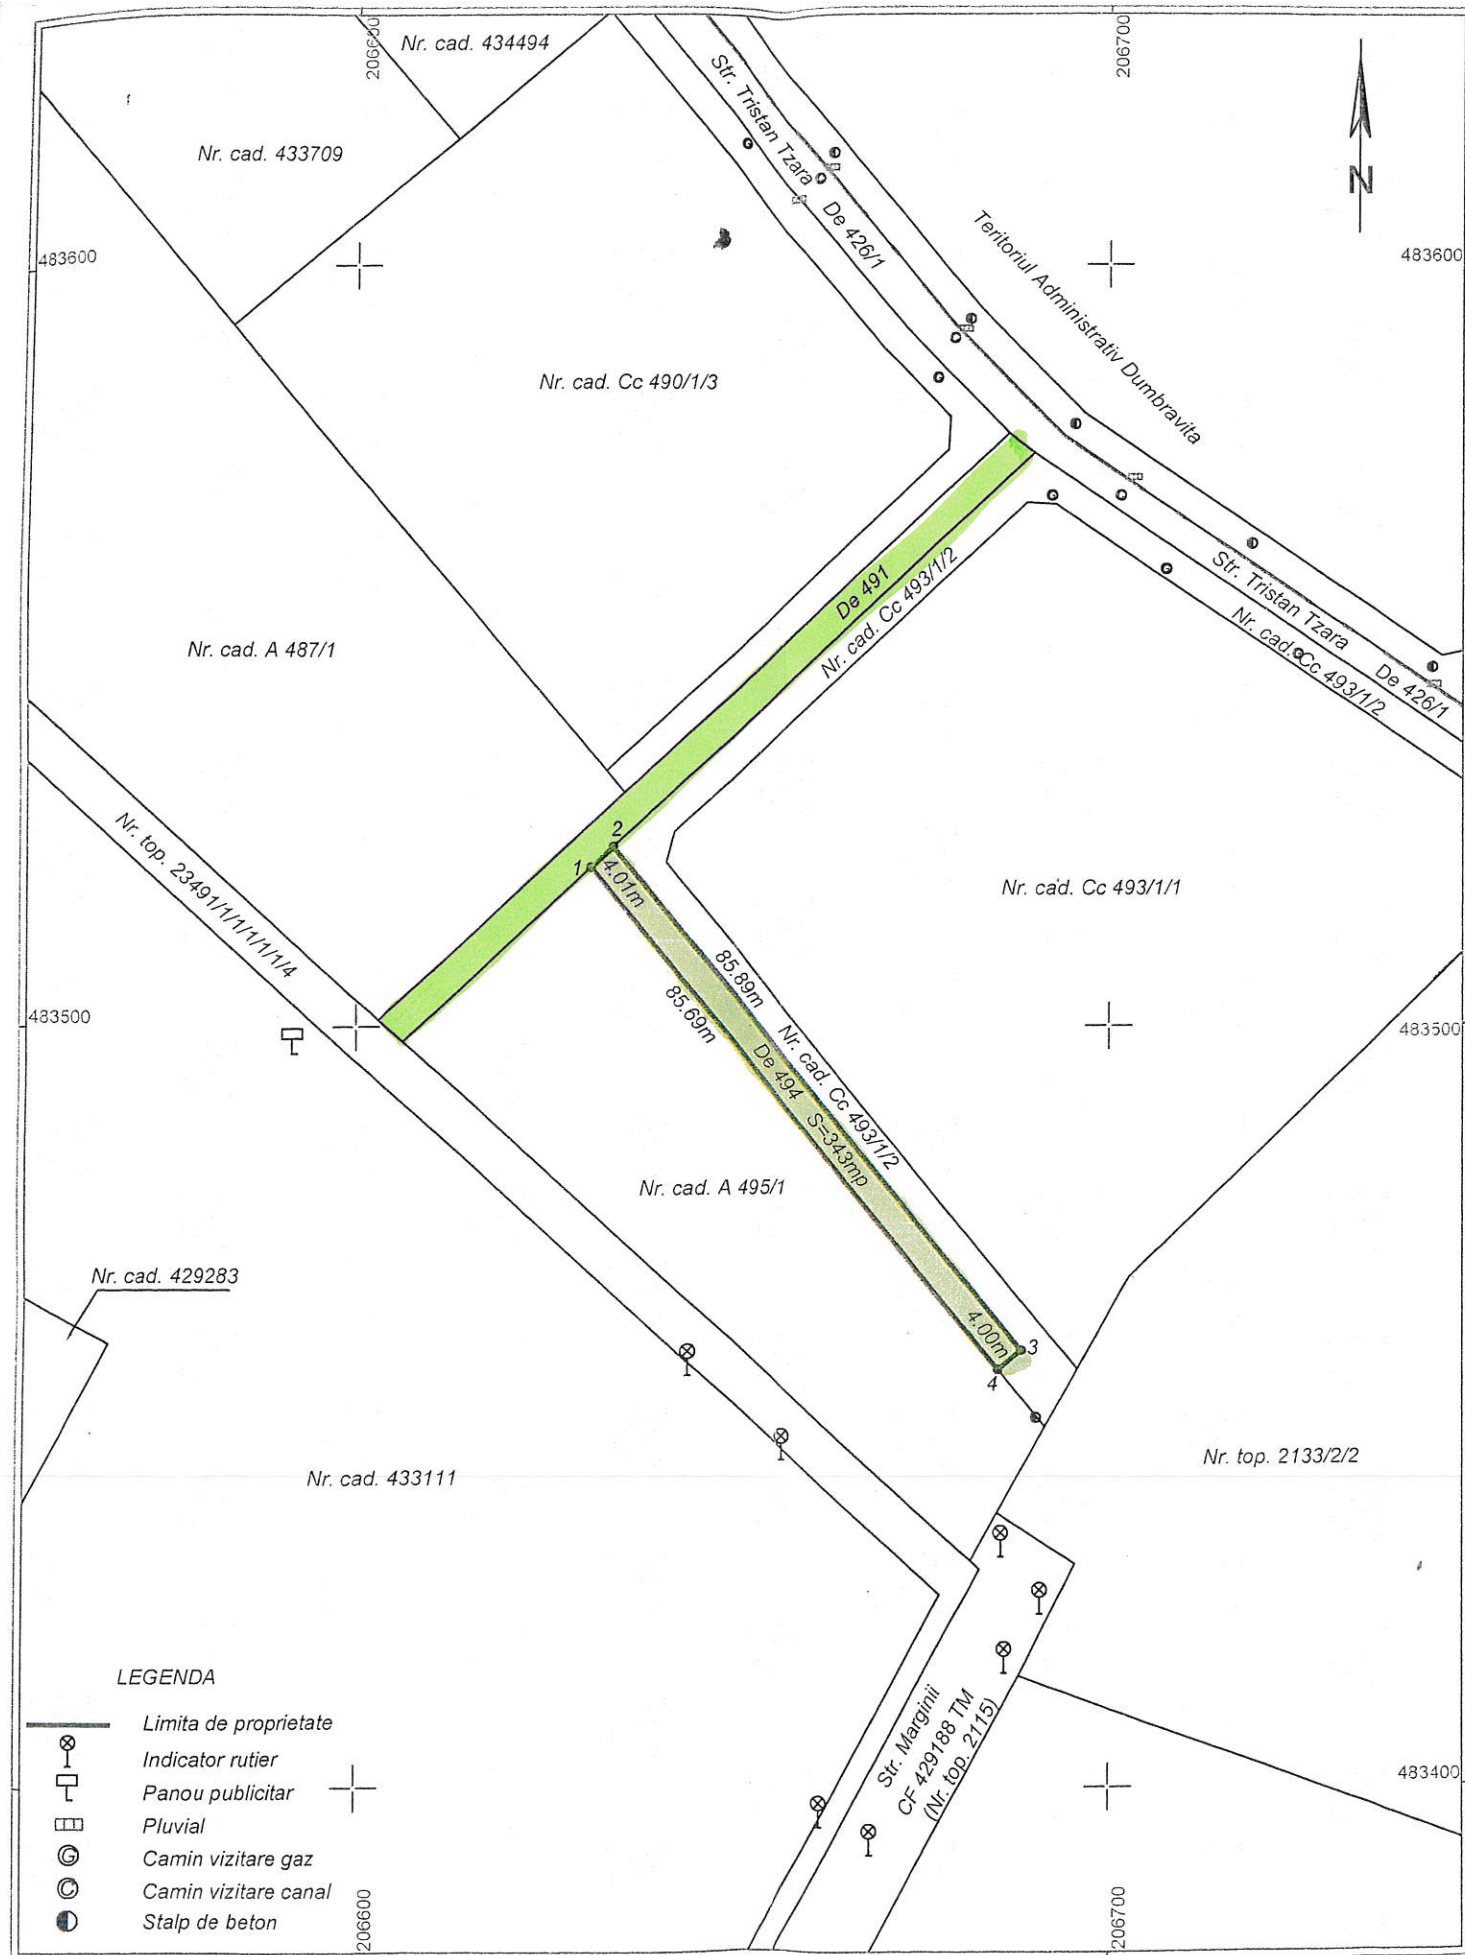 206600
206700
Nr. cad. 434494
Nr. cad. 433709
Str. Tristan Tzara
De 426/1
N
Teritoriul Administrativ Dumbravita
483600
483600
Nr. cad. Cc 490/1/3
De 491
Nr. cad. Cc 493/1/2
Str. Tristan Tzara
De 426/1
Nr. cad. Cc 493/1/2
Nr. cad. A 487/1
Nr. top. 23491/1/1/1/1/1/4
2
1
4.01m
Nr. cad. Cc 493/1/1
85.89m
85.69m
483500
483500
Nr. cad. Cc 493/1/2
De 494 S=343mp
Nr. cad. A 495/1
Nr. cad. 429283
4.00m
3
4
Nr. cad. 433111
Nr. top. 2133/2/2
Str. Marginii
CF 429188 TM
(Nr. top. 2115)
483400
LEGENDA
Limita de proprietate
Indicator rutier
Panou publicitar
Pluvial
G Camin vizitare gaz
C Camin vizitare canal
Stalp de beton
206600
206700